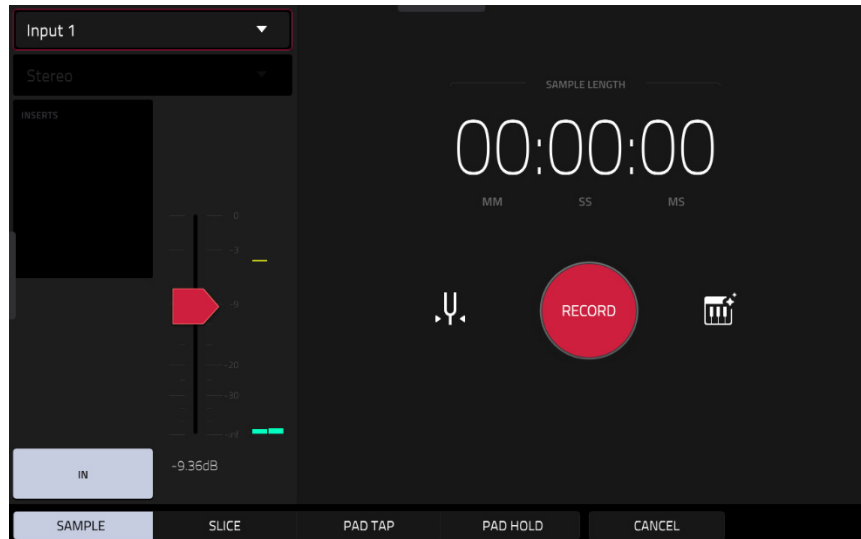 Input 1
Stereo
INSERTS
SAMPLE LENGTH
00:00:00
MM SS MS
0
-3
-9
-20
-30
-inf
-9.36dB
RECORD
IN
SAMPLE SLICE PAD TAP PAD HOLD CANCEL